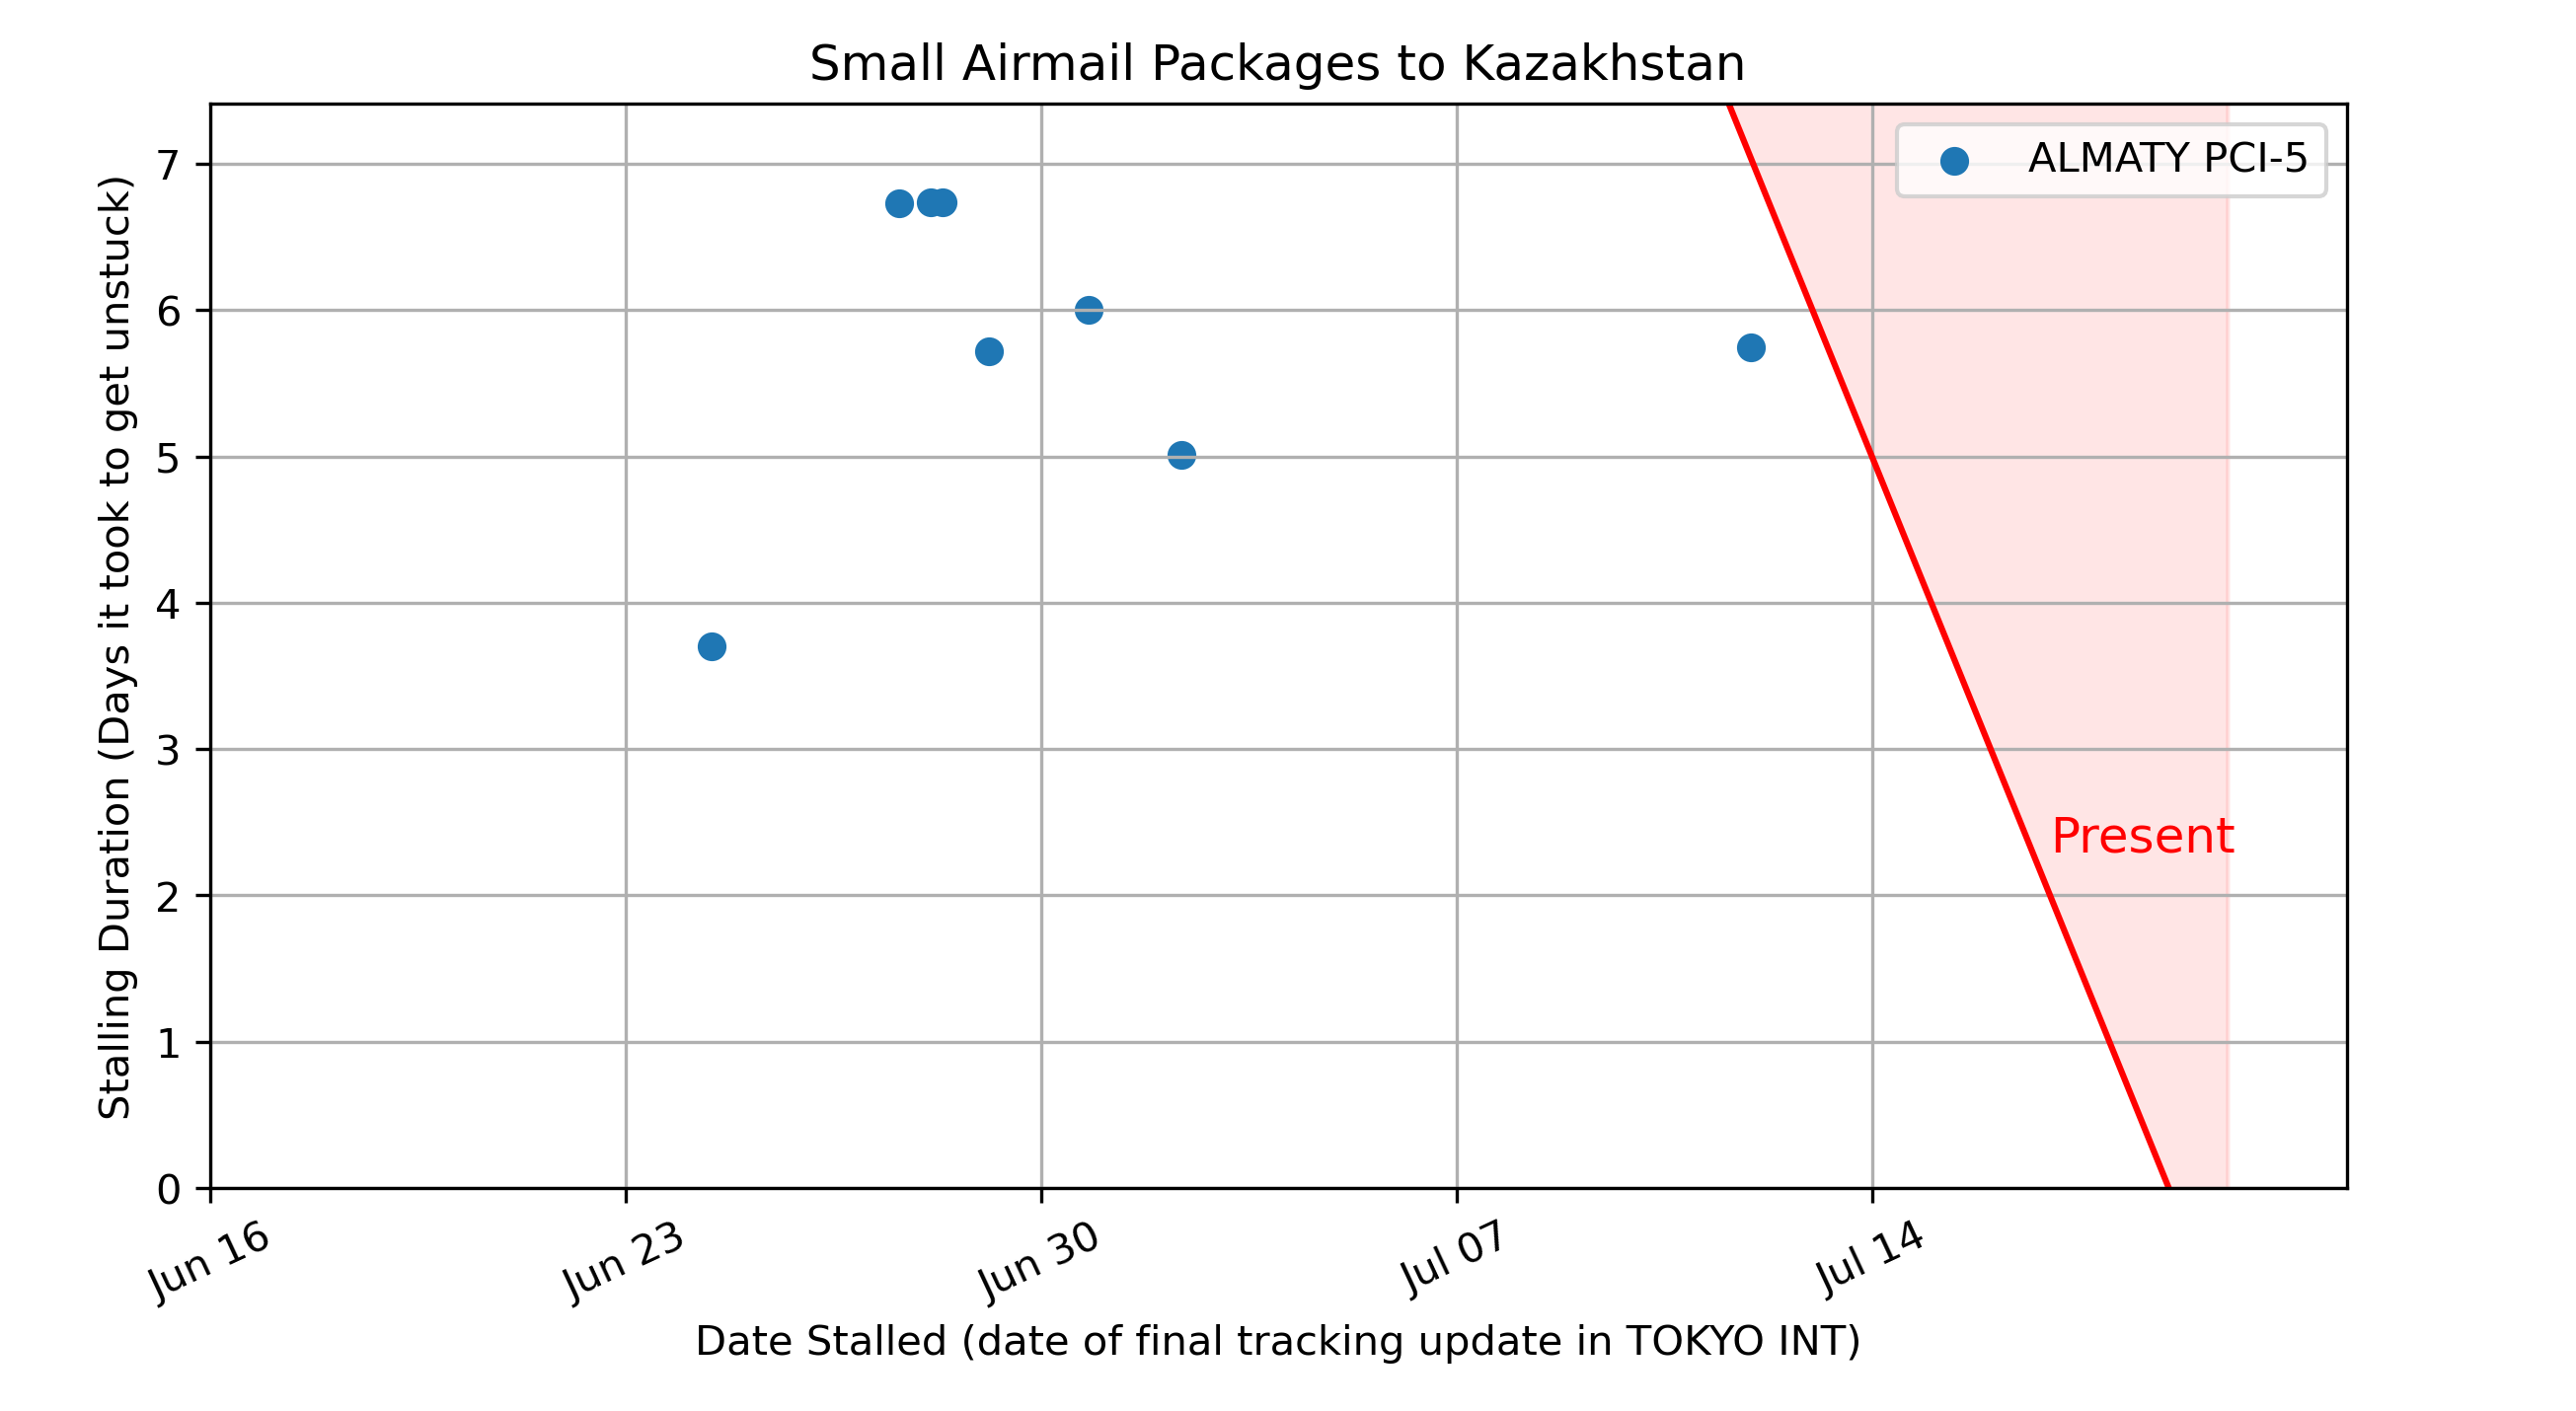 Small Airmail Packages to Kazakhstan
ALMATY PCI-5
Stalling Duration (Days it took to get unstuck)
7
6
5
4
3
2
1
0
Present
Jun 16
Jun 23
Jun 30
Jul 07
Jul 14
Date Stalled (date of final tracking update in TOKYO INT)